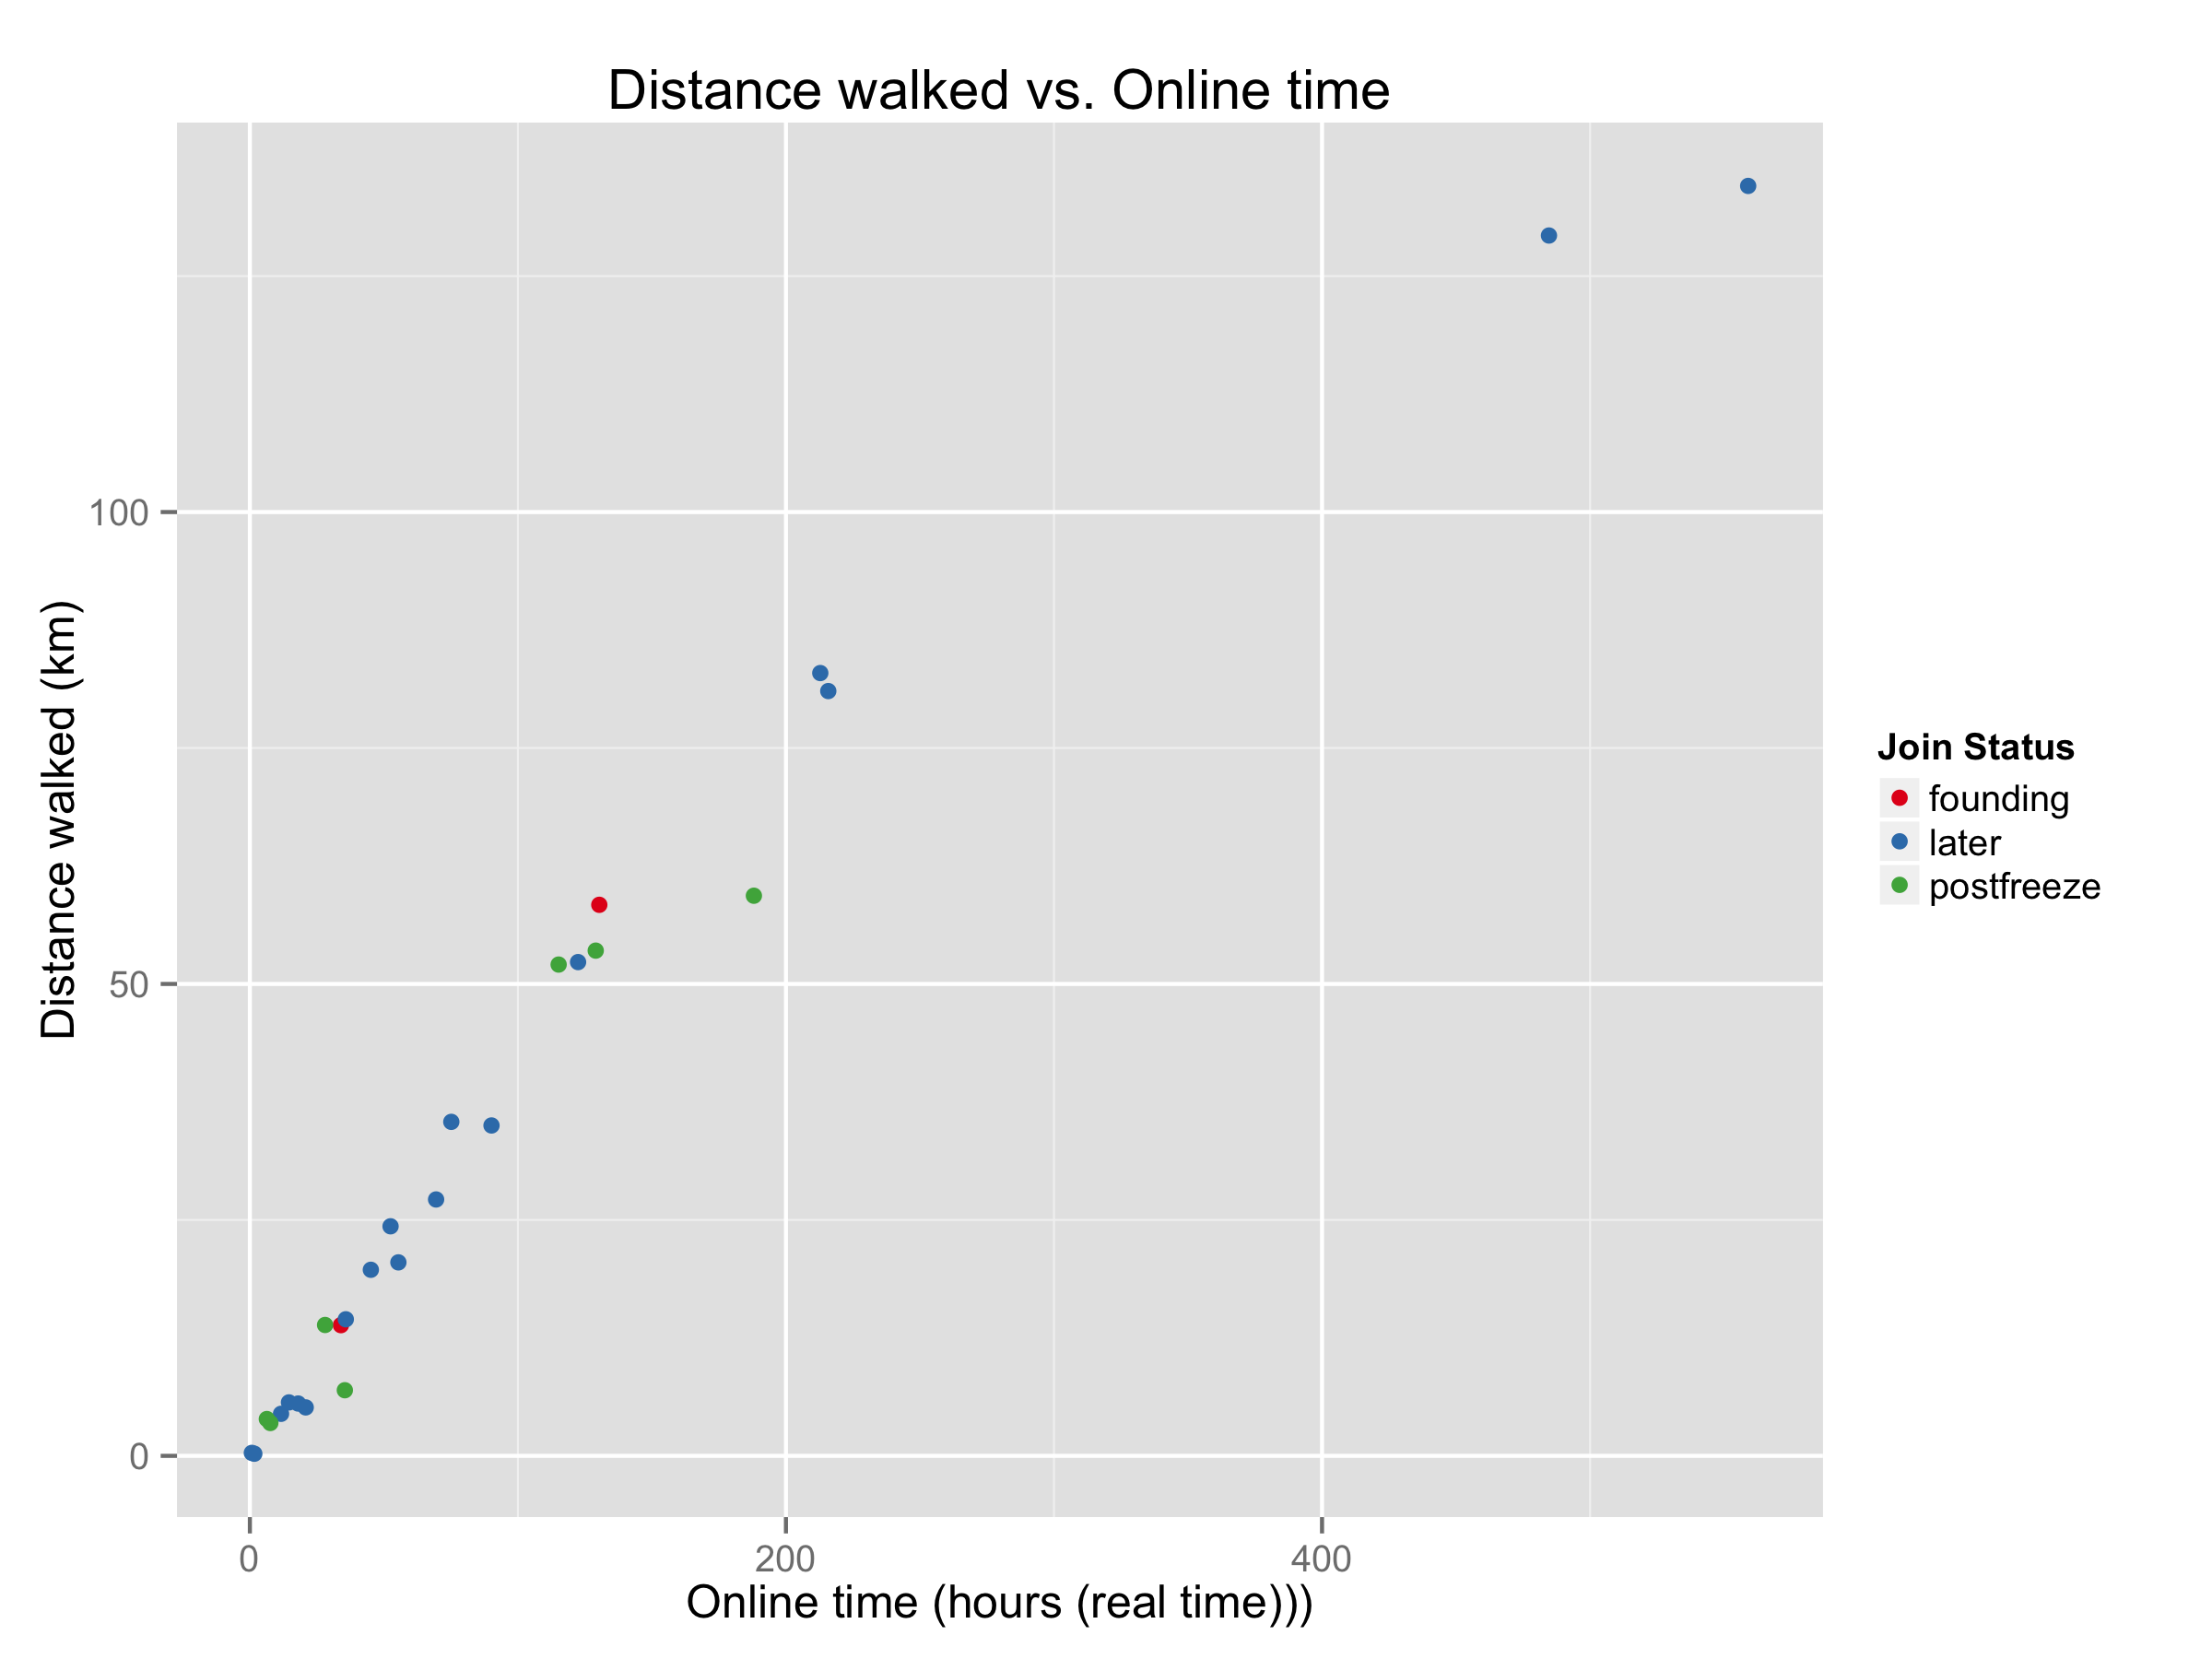 Distance walked vs. Online time
Distance walked (km)
100
50
0
0 200 400
Online time (hours (real time)))
Join Status
founding
later
postfreeze